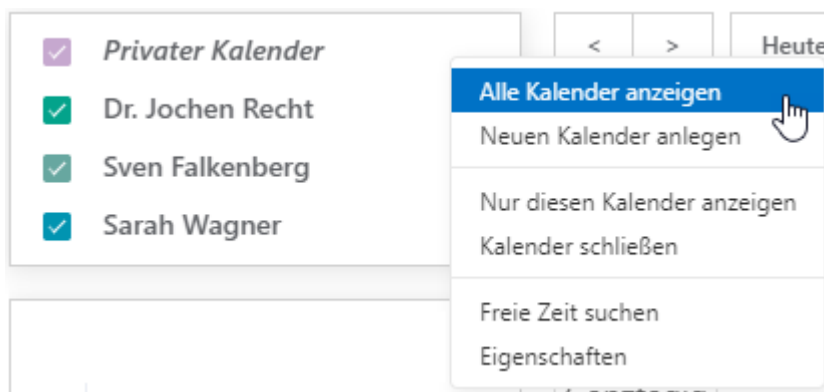 Privater Kalender
Dr. Jochen Recht
Sven Falkenberg
Sarah Wagner
< > Heute
Alle Kalender anzeigen
Neuen Kalender anlegen
Nur diesen Kalender anzeigen
Kalender schließen
Freie Zeit suchen
Eigenschaften